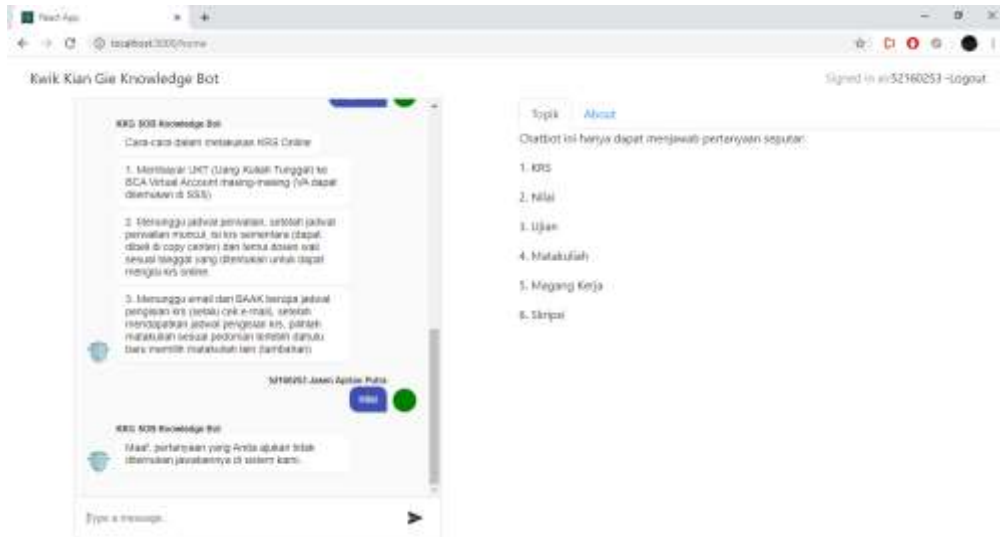 React App
localhost:3000/home
Kwik Kian Gie Knowledge Bot
Signed in as: 52160253 -Logout
KKG SOS Knowledge Bot
Cara-cara dalam melakukan KRS Online
1. Membayar UKT (Uang Kuliah Tunggal) ke
BCA Virtual Account masing-masing (VA dapat
ditemukan di SSS)
2. Menunggu jadwal perwalian, setelah jadwal
perwalian muncul, isi krs sementara (dapat
dibeli di copy center) dan temui dosen wali
sesuai tanggal yang ditentukan untuk dapat
mengisi krs online.
3. Menunggu email dari BAAK berupa jadwal
pengisian krs (selalu cek e-mail), setelah
mendapatkan jadwal pengisian krs, pilihlah
matakuliah sesuai pedoman terlebih dahulu
baru memilih matakuliah lain (tambahan)
52160253 Putra
KKG SOS Knowledge Bot
Maaf, pertanyaan yang Anda ajukan tidak
ditemukan jawabannya di sistem kami.
Type a message..
Topik About
Chatbot ini hanya dapat menjawab pertanyaan seputar:
1. KRS
2. Nilai
3. Ujian
4. Matakuliah
5. Magang Kerja
6. Skripsi